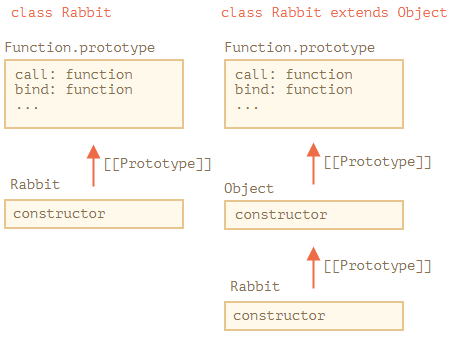 class Rabbit
Function.prototype
call: function
bind: function
...
[[Prototype]]
Rabbit
constructor
class Rabbit extends Object
Function.prototype
call: function
bind: function
...
[[Prototype]]
Object
constructor
[[Prototype]]
Rabbit
constructor